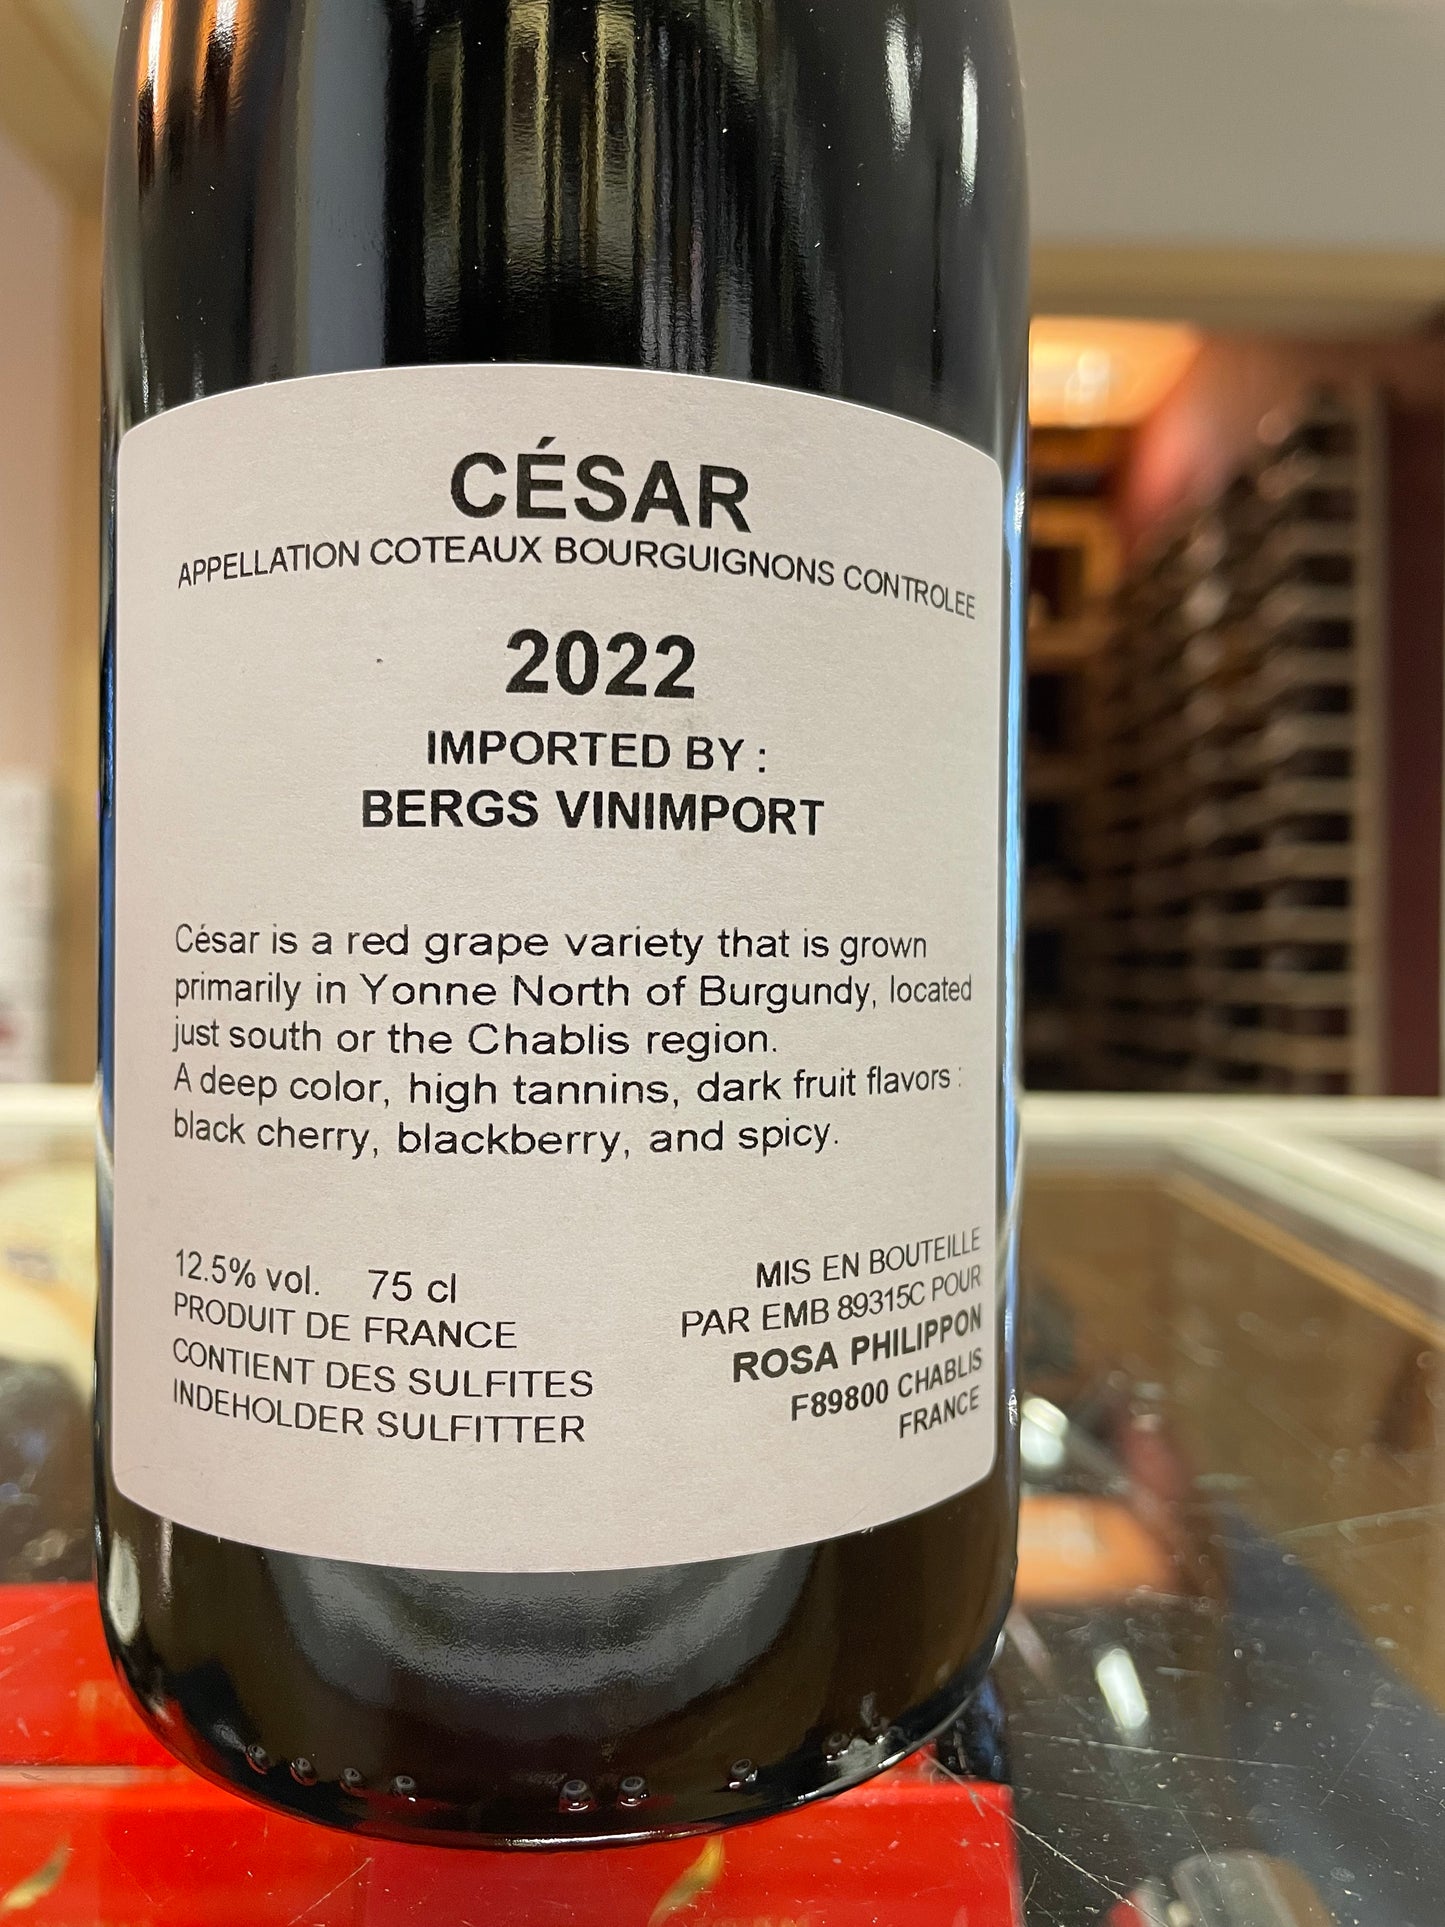 CÉSAR
APPELLATION COTEAUX BOURGUIGNONS CONTROLEE
2022
IMPORTED BY :
BERGS VINIMPORT
César is a red grape variety that is grown
primarily in Yonne North of Burgundy, located
just south or the Chablis region.
A deep color, high tannins, dark fruit flavors :
black cherry, blackberry, and spicy.
12.5% vol. 75 cl
PRODUIT DE FRANCE
CONTIENT DES SULFITES
INDEHOLDER SULFITTER
MIS EN BOUTEILLE
PAR EMB 89315C POUR
ROSA PHILIPPON
F89800 CHABLIS
FRANCE